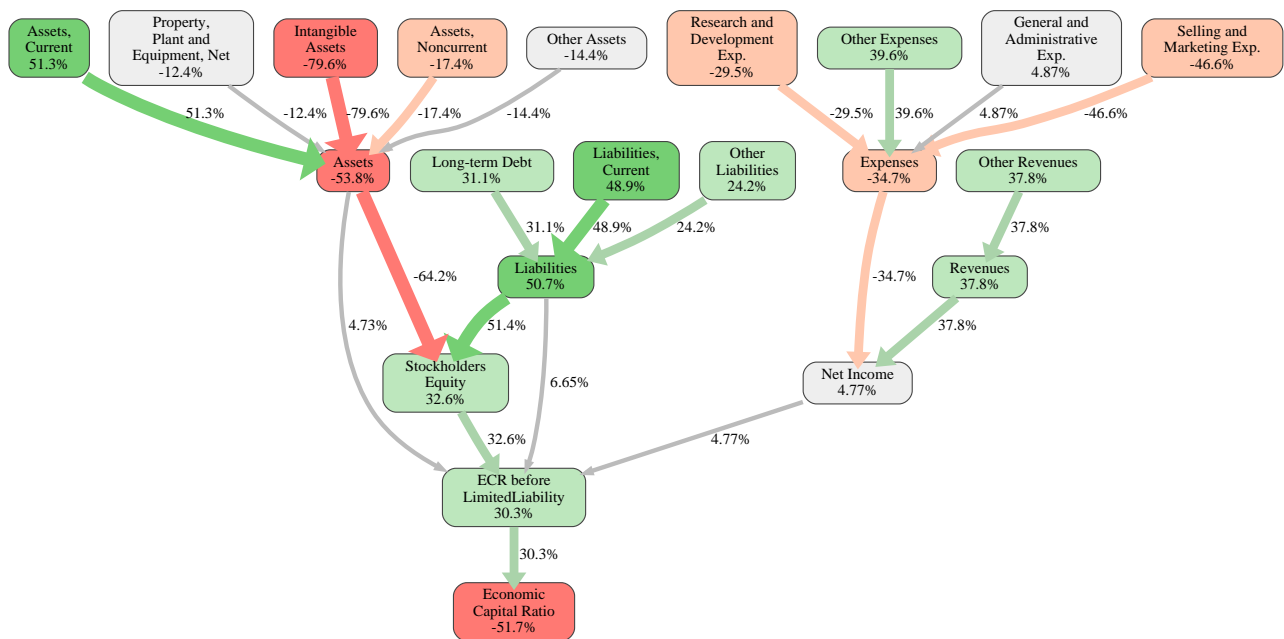 Assets,
Current
51.3%
Property,
Plant and
Equipment, Net
-12.4%
Intangible
Assets
-79.6%
Assets,
Noncurrent
-17.4%
Other Assets
-14.4%
Research and
Development
Exp.
-29.5%
Other Expenses
39.6%
General and
Administrative
Exp.
4.87%
Selling and
Marketing Exp.
-46.6%
51.3%
-12.4%
-79.6%
-17.4%
-14.4%
-29.5%
39.6%
4.87%
-46.6%
Assets
-53.8%
Long-term Debt
31.1%
Liabilities,
Current
48.9%
Other
Liabilities
24.2%
Expenses
-34.7%
Other Revenues
37.8%
31.1%
48.9%
24.2%
37.8%
Liabilities
50.7%
Revenues
37.8%
-64.2%
-34.7%
4.73%
51.4%
37.8%
Stockholders
Equity
32.6%
6.65%
Net Income
4.77%
32.6%
4.77%
ECR before
LimitedLiability
30.3%
30.3%
Economic
Capital Ratio
-51.7%